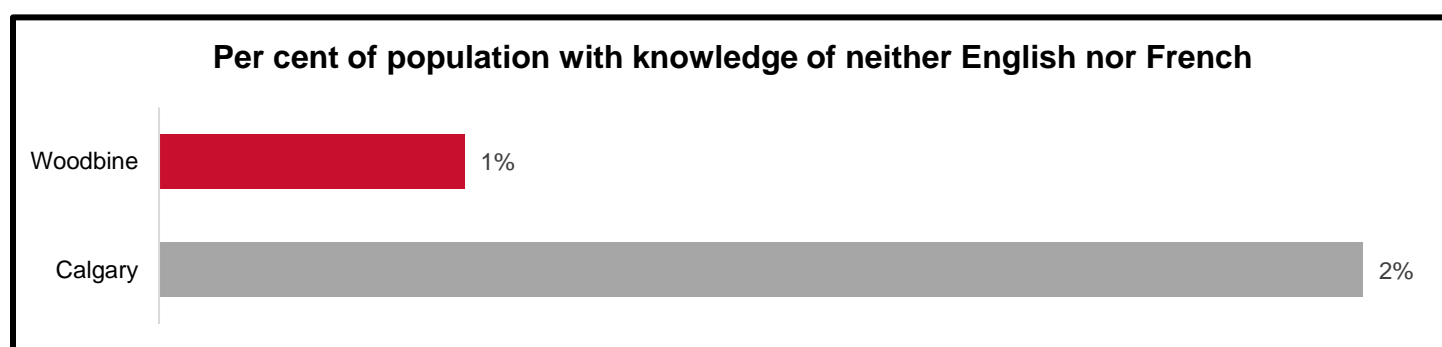 Per cent of population with knowledge of neither English nor French
Woodbine
1%
Calgary
2%